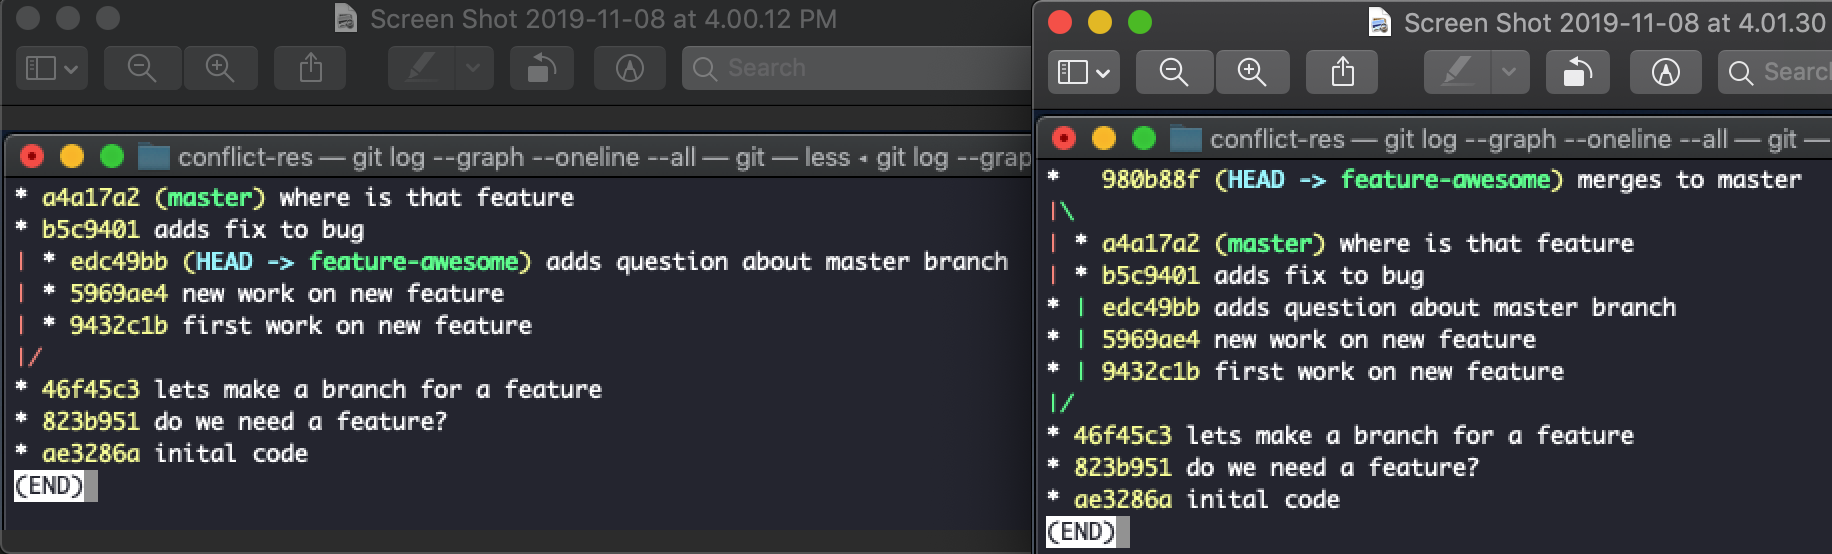 Screen Shot 2019-11-08 at 4.00.12 PM
Search
conflict-res — git log --graph --oneline --all — git — less ◂ git log --grap
* a4a17a2 (master) where is that feature
* b5c9401 adds fix to bug
| * edc49bb (HEAD -> feature-awesome) adds question about master branch
| * 5969ae4 new work on new feature
| * 9432c1b first work on new feature
|/
* 46f45c3 lets make a branch for a feature
* 823b951 do we need a feature?
* ae3286a inital code
(END)
Screen Shot 2019-11-08 at 4.01.30
Searc
conflict-res — git log --graph --oneline --all — git —
*   980b88f (HEAD -> feature-awesome) merges to master
|\
| * a4a17a2 (master) where is that feature
| * b5c9401 adds fix to bug
* | edc49bb adds question about master branch
* | 5969ae4 new work on new feature
* | 9432c1b first work on new feature
|/
* 46f45c3 lets make a branch for a feature
* 823b951 do we need a feature?
* ae3286a inital code
(END)